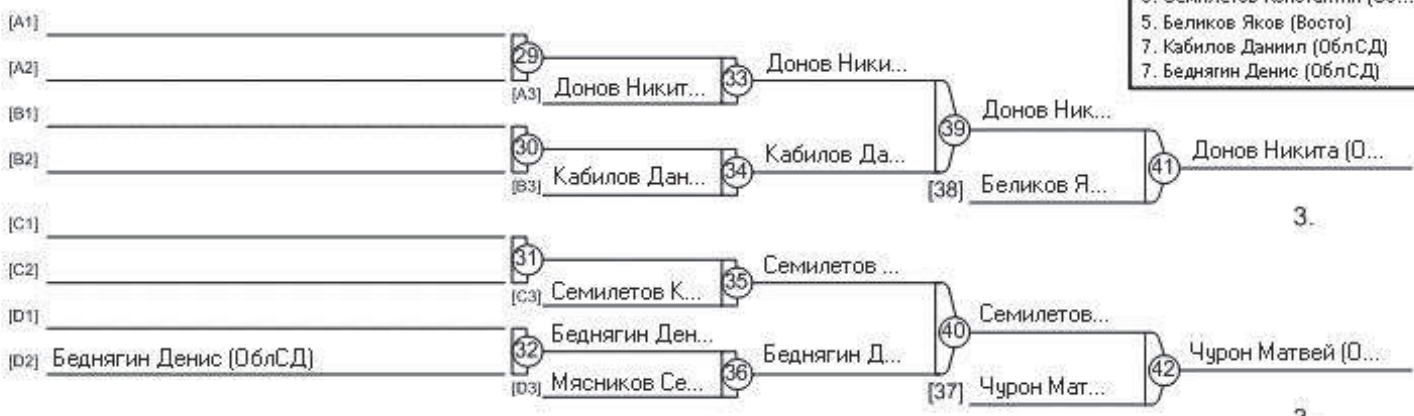 5. Беликов Яков (Восто)
7. Кабилов Даниил (ОблСД)
7. Беднягин Денис (ОблСД)
[A1]
[A2]
29
[A3] Донов Никит...
33
Донов Ники...
[B1]
[B2]
30
[B3] Кабилов Дан...
34
Кабилов Да...
39
Донов Ник...
[38] Беликов Я...
41
Донов Никита (О...
3.
[C1]
[C2]
31
[C3] Семилетов К...
35
Семилетов ...
[D1]
[D2] Беднягин Денис (ОблСД)
32
Беднягин Ден...
[D3] Мясников Се...
36
Беднягин Д...
40
Семилетов...
[37] Чурон Мат...
42
Чурон Матвей (О...